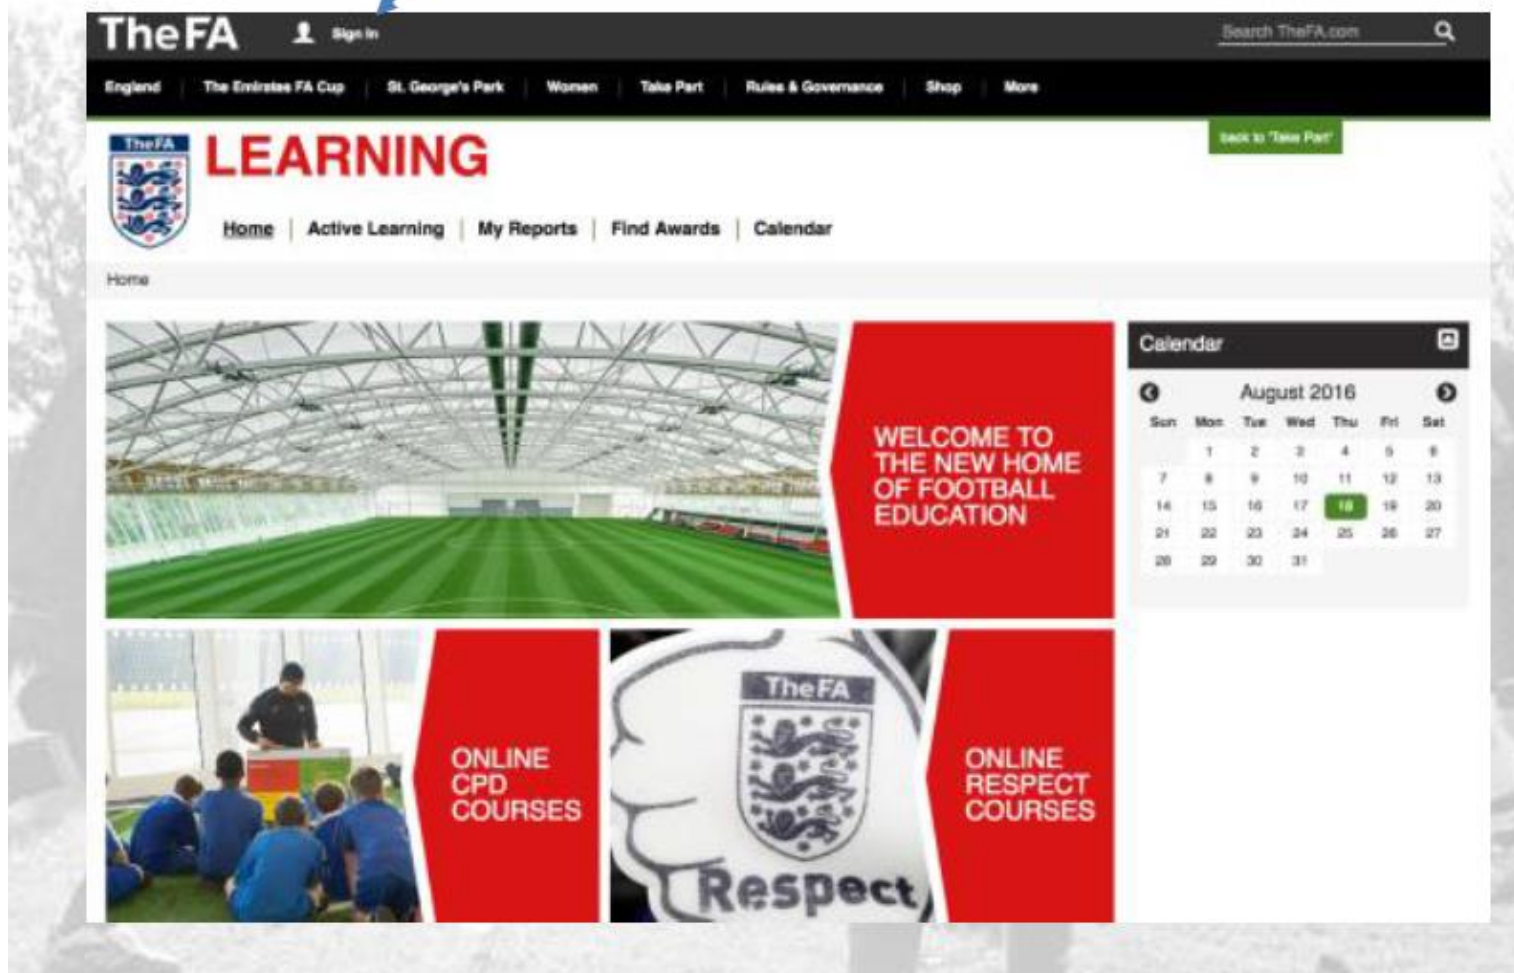 TheFA
Sign In
Search TheFA.com
England
The Emirates FA Cup
St. George's Park
Women
Take Part
Rules & Governance
Shop
More
back to 'Take Part'
TheFA
LEARNING
Home
Active Learning
My Reports
Find Awards
Calendar
Home
WELCOME TO
THE NEW HOME
OF FOOTBALL
EDUCATION
Calendar
August 2016
Sun Mon Tue Wed Thu Fri Sat
1 2 3 4 5 6
7 8 9 10 11 12 13
14 15 16 17 18 19 20
21 22 23 24 25 26 27
28 29 30 31
ONLINE
CPD
COURSES
TheFA
Respect
ONLINE
RESPECT
COURSES